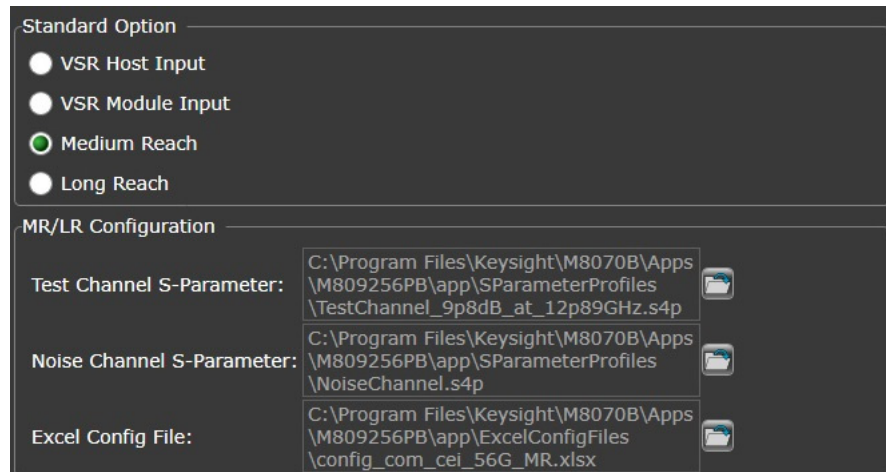 Standard Option
VSR Host Input
VSR Module Input
Medium Reach
Long Reach
MR/LR Configuration
Test Channel S-Parameter:
C:\Program Files\Keysight\M8070B\Apps
\M809256PB\app\SParameterProfiles
\TestChannel_9p8dB_at_12p89GHz.s4p
Noise Channel S-Parameter:
C:\Program Files\Keysight\M8070B\Apps
\M809256PB\app\SParameterProfiles
\NoiseChannel.s4p
Excel Config File:
C:\Program Files\Keysight\M8070B\Apps
\M809256PB\app\ExcelConfigFiles
\config_com_cei_56G_MR.xlsx